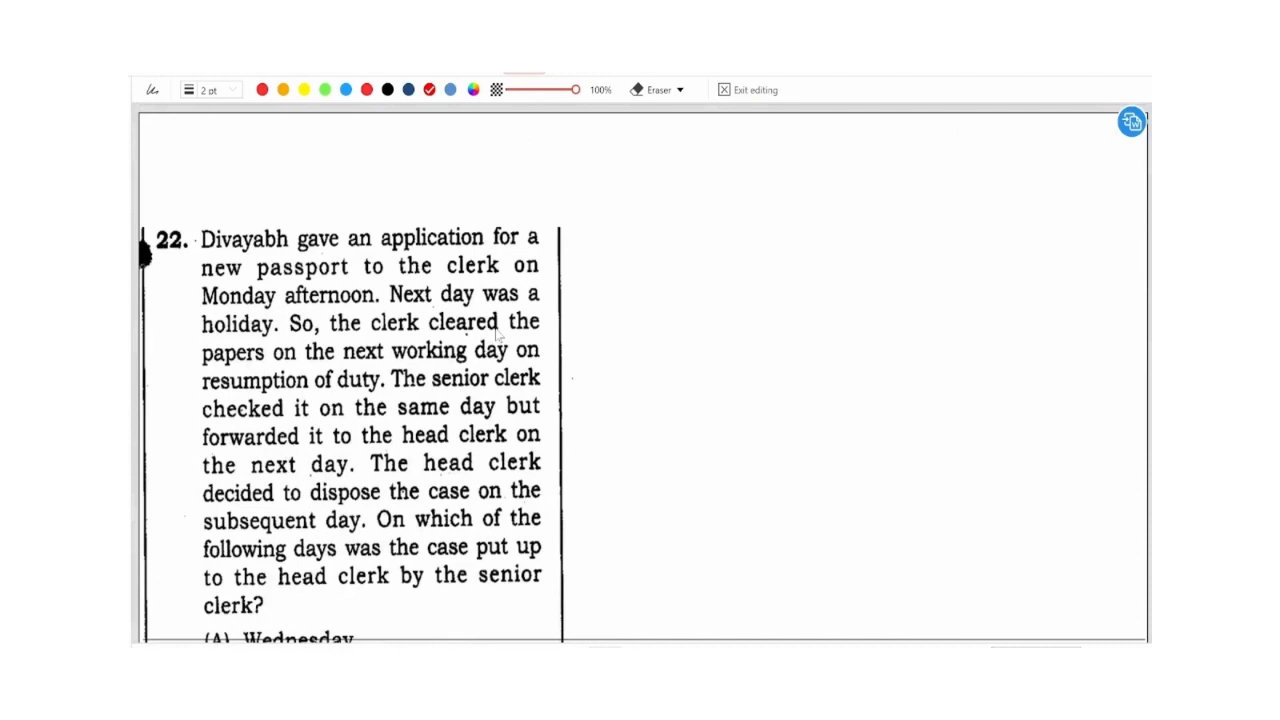 2 pt 100% Eraser Exit editing
22. Divayabh gave an application for a
new passport to the clerk on
Monday afternoon. Next day was a
holiday. So, the clerk cleared the
papers on the next working day on
resumption of duty. The senior clerk
checked it on the same day but
forwarded it to the head clerk on
the next day. The head clerk
decided to dispose the case on the
subsequent day. On which of the
following days was the case put up
to the head clerk by the senior
clerk?
(A) Wednesday